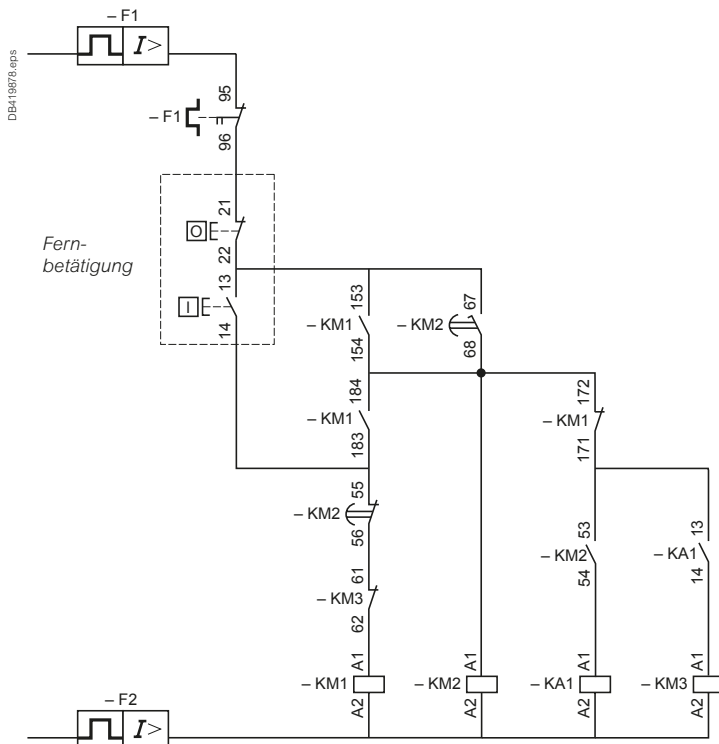 – F1
I>
DB419878.eps
95
– F1
96
21
O
Fern-
betätigung
22
13
I
14
153
– KM1
154
67
– KM2
68
184
– KM1
183
172
– KM1
171
55
– KM2
56
53
– KM2
54
13
– KA1
14
61
– KM3
62
A1
– KM1
A2
A1
– KM2
A2
A1
– KA1
A2
A1
– KM3
A2
– F2
I>